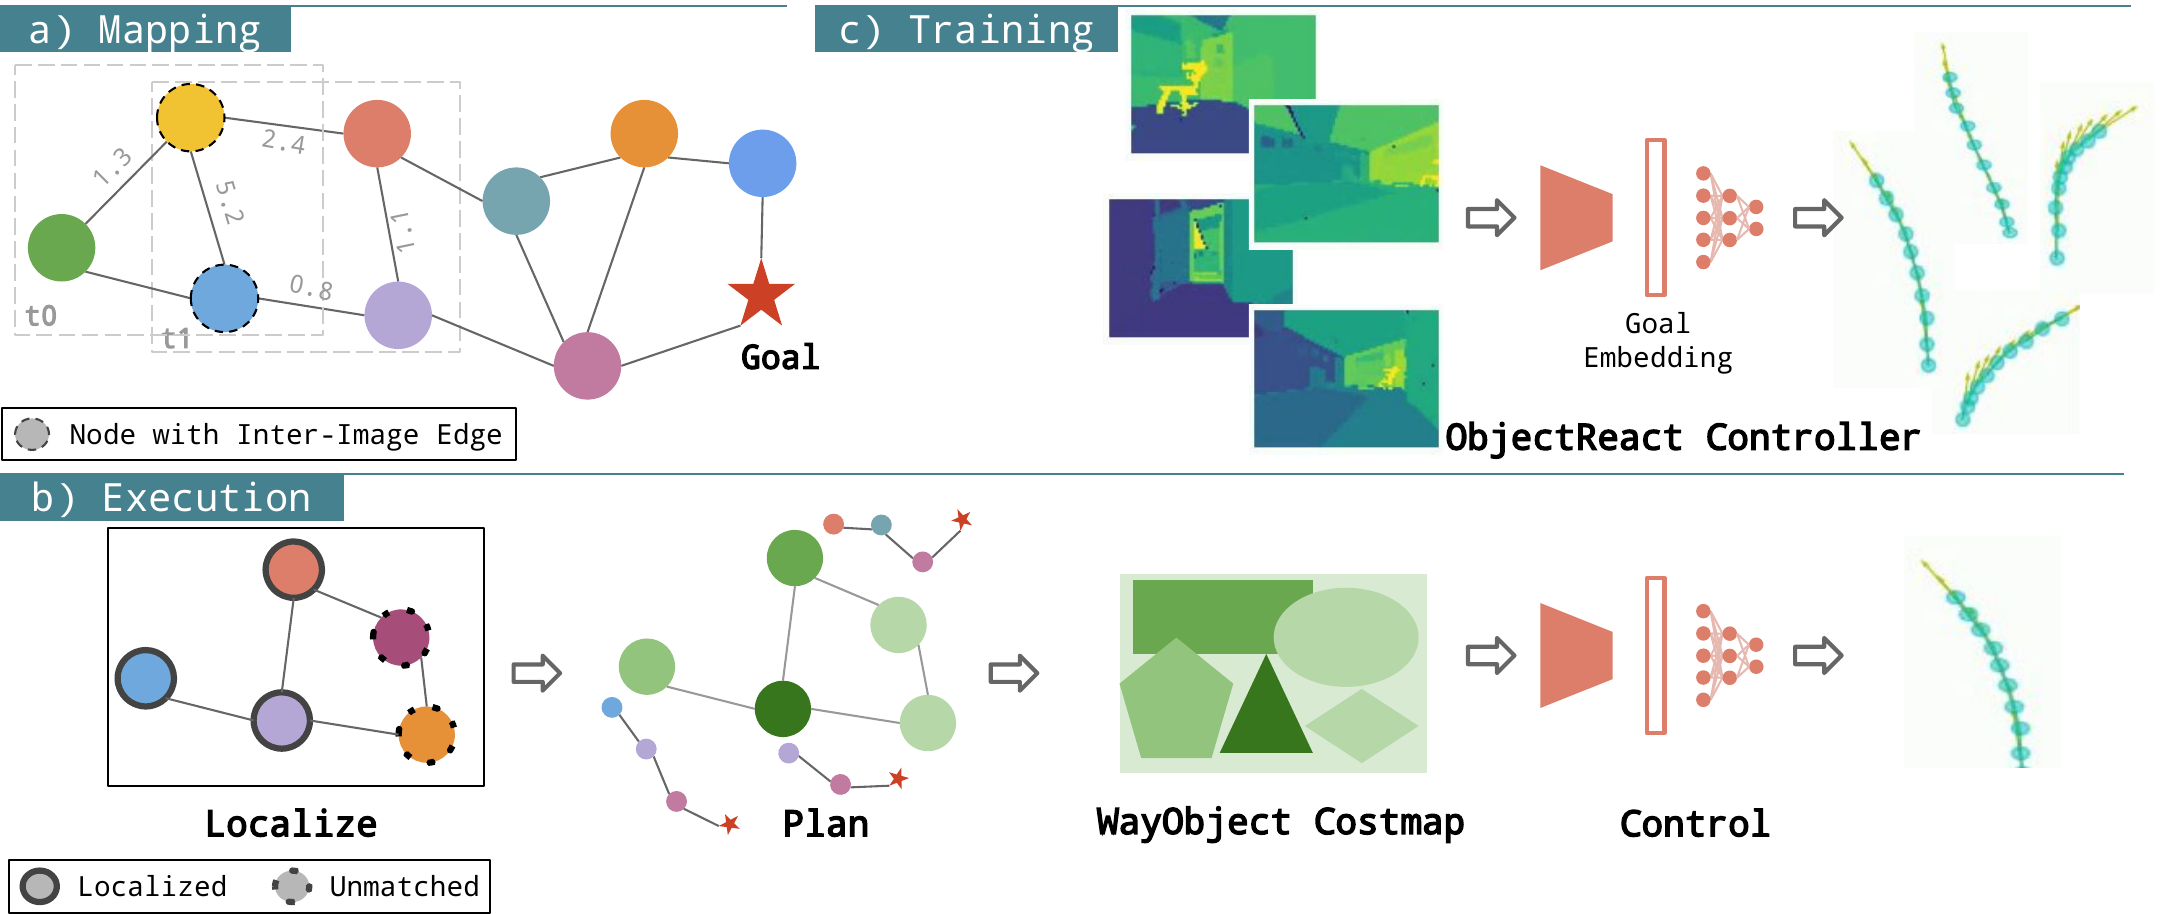 a) Mapping
1.3
2.4
5.2
1.1
0.8
t0
t1
Goal
Node with Inter-Image Edge
c) Training
Goal
Embedding
ObjectReact Controller
b) Execution
Localize
Plan
WayObject Costmap
Control
Localized
Unmatched